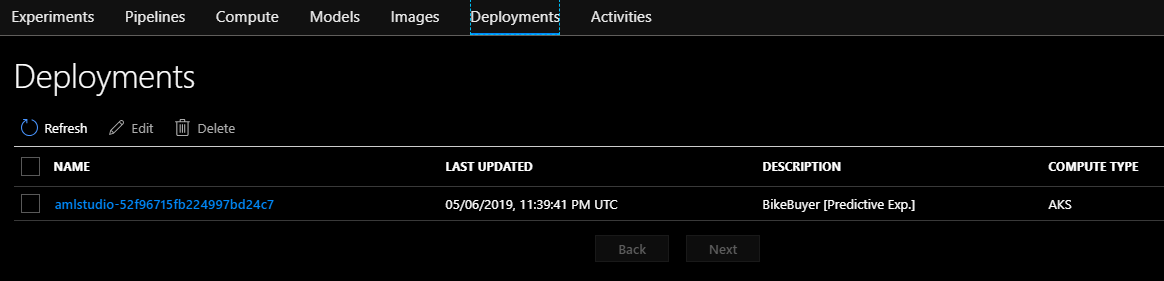 Experiments Pipelines Compute Models Images Deployments Activities
Deployments
Refresh Edit Delete
NAME LAST UPDATED DESCRIPTION COMPUTE TYPE
amlstudio-52f96715fb224997bd24c7 05/06/2019, 11:39:41 PM UTC BikeBuyer [Predictive Exp.] AKS
Back Next